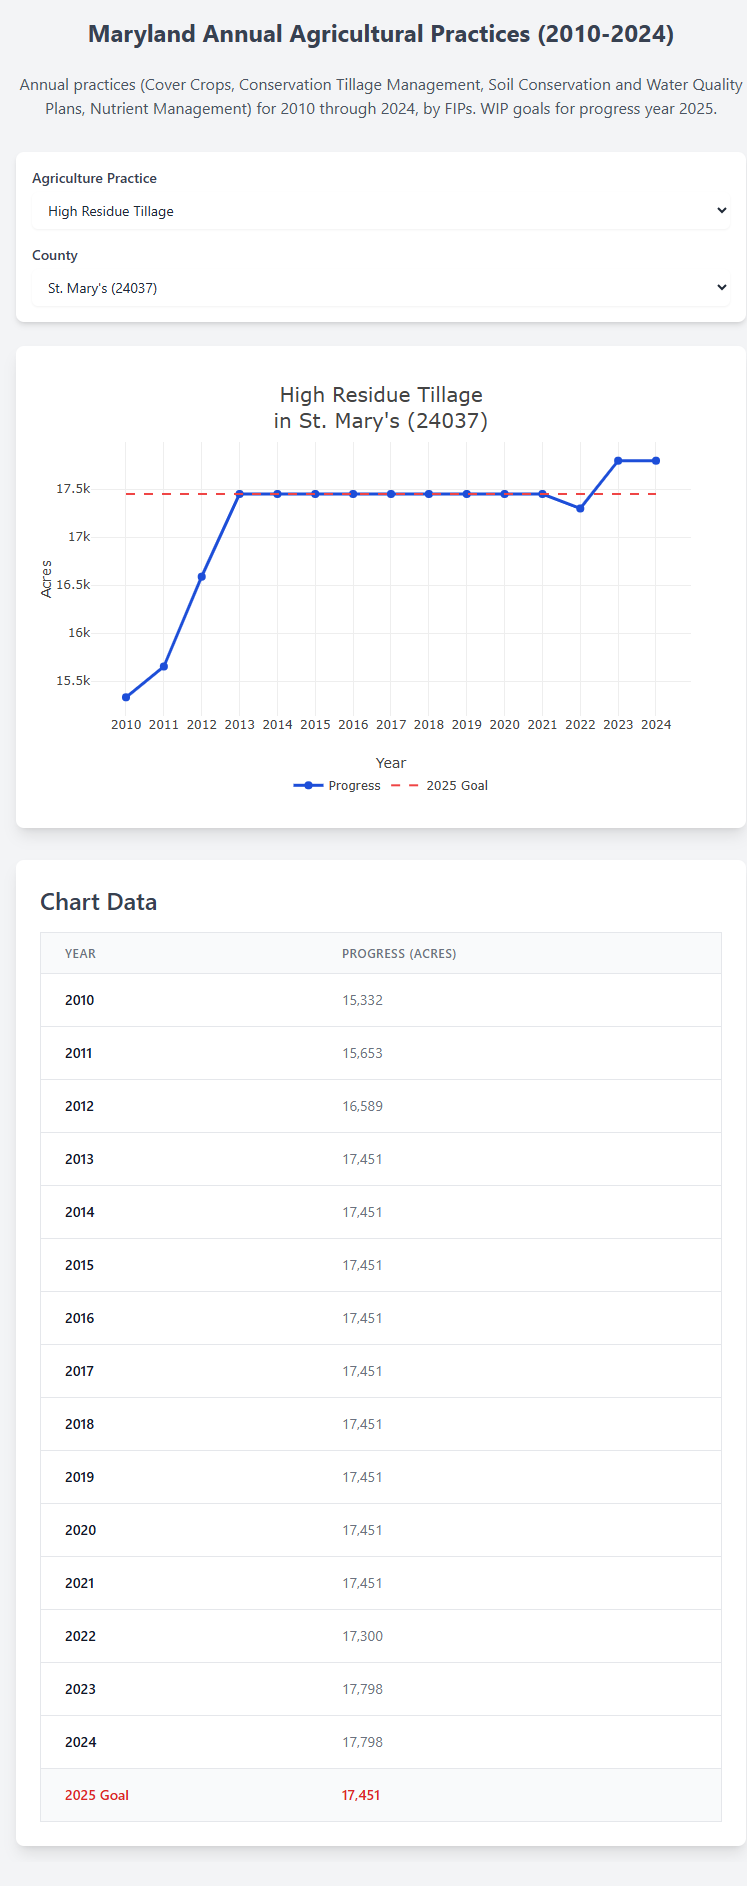 Maryland Annual Agricultural Practices (2010-2024)
Annual practices (Cover Crops, Conservation Tillage Management, Soil Conservation and Water Quality
Plans, Nutrient Management) for 2010 through 2024, by FIPs. WIP goals for progress year 2025.
Agriculture Practice
High Residue Tillage
County
St. Mary's (24037)
High Residue Tillage
in St. Mary's (24037)
17.5k
17k
16.5k
16k
15.5k
Acres
2010 2011 2012 2013 2014 2015 2016 2017 2018 2019 2020 2021 2022 2023 2024
Year
Progress 2025 Goal
Chart Data
YEAR PROGRESS (ACRES)
2010 15,332
2011 15,653
2012 16,589
2013 17,451
2014 17,451
2015 17,451
2016 17,451
2017 17,451
2018 17,451
2019 17,451
2020 17,451
2021 17,451
2022 17,300
2023 17,798
2024 17,798
2025 Goal 17,451